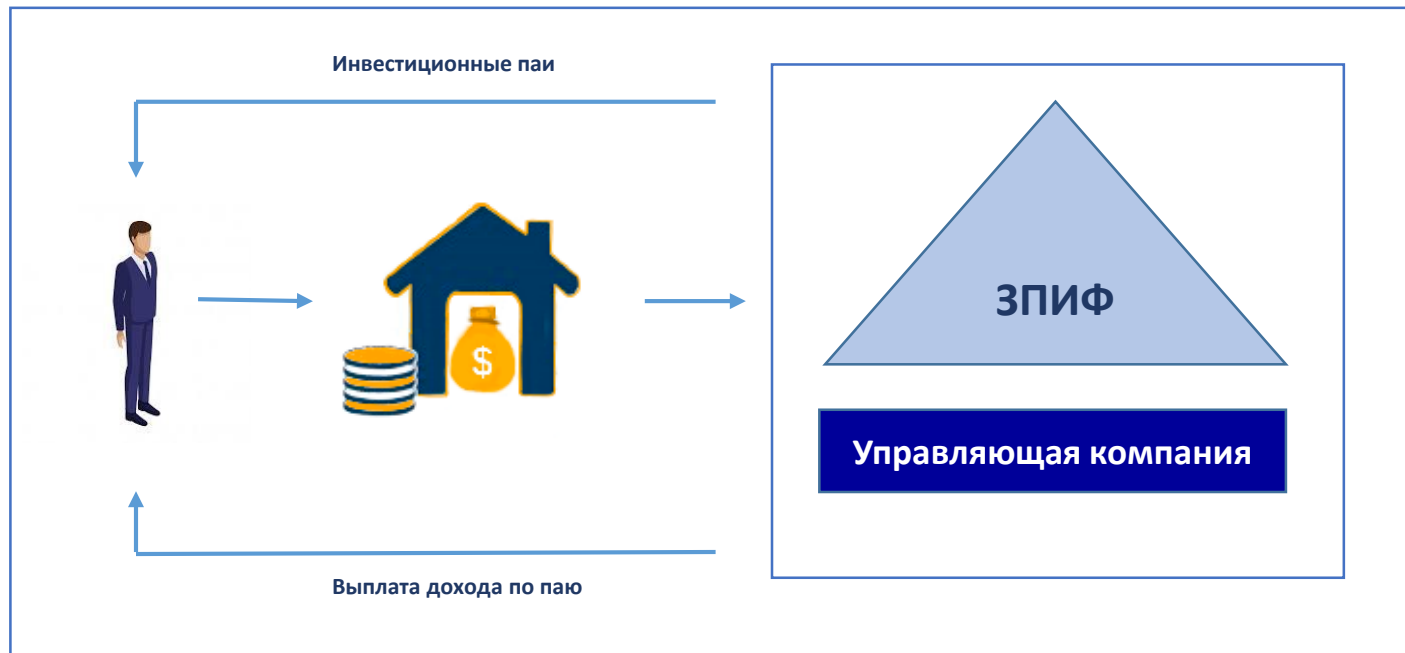 Инвестиционные паи
$
ЗПИФ
Управляющая компания
Выплата дохода по паю